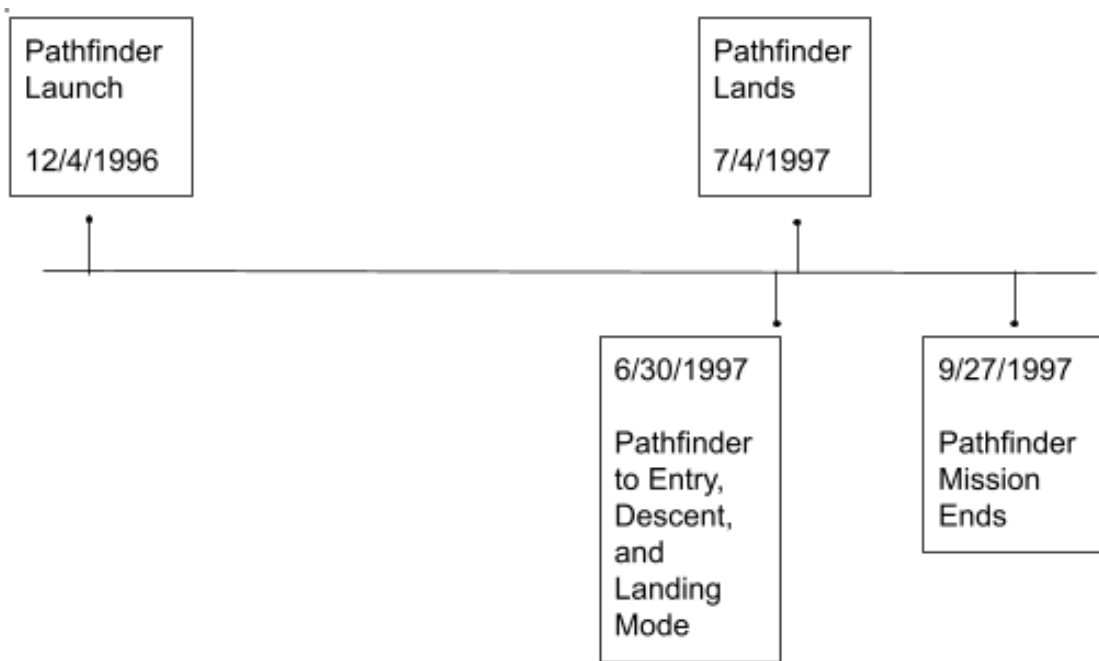 Pathfinder
Launch
12/4/1996
Pathfinder
Lands
7/4/1997
6/30/1997
Pathfinder
to Entry,
Descent,
and
Landing
Mode
9/27/1997
Pathfinder
Mission
Ends